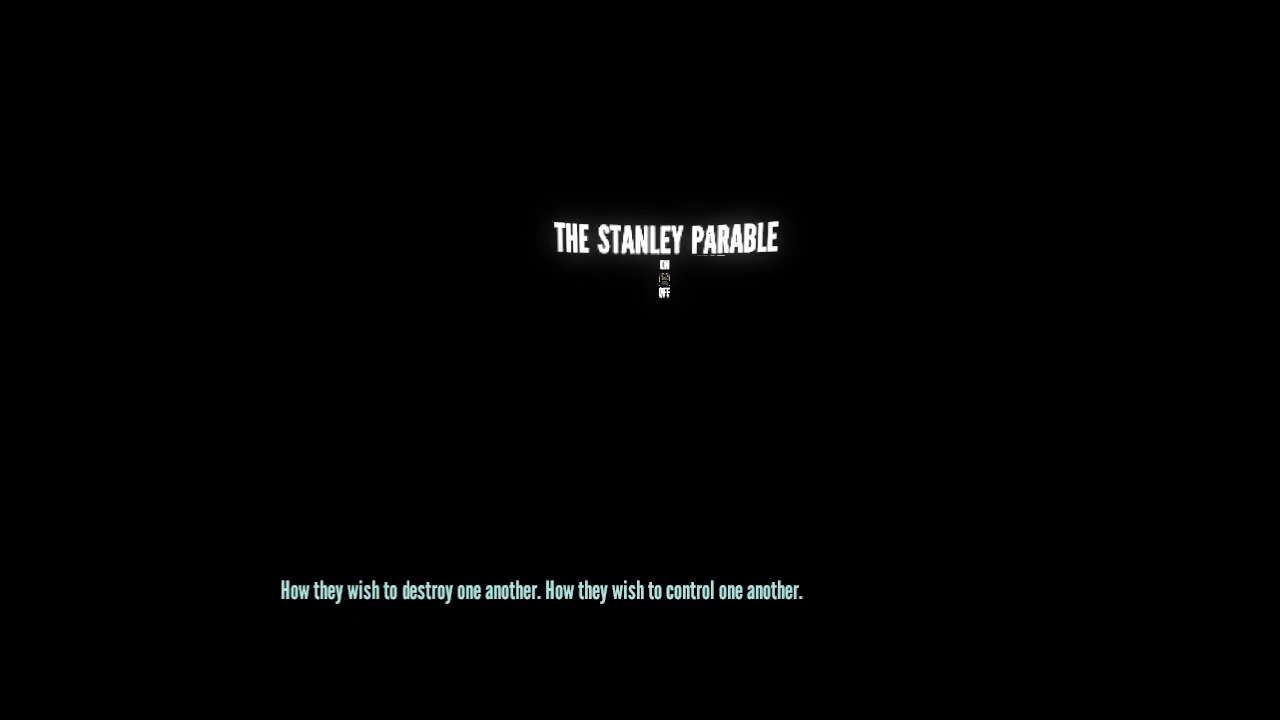 THE STANLEY PARABLE
ON
OFF
How they wish to destroy one another. How they wish to control one another.